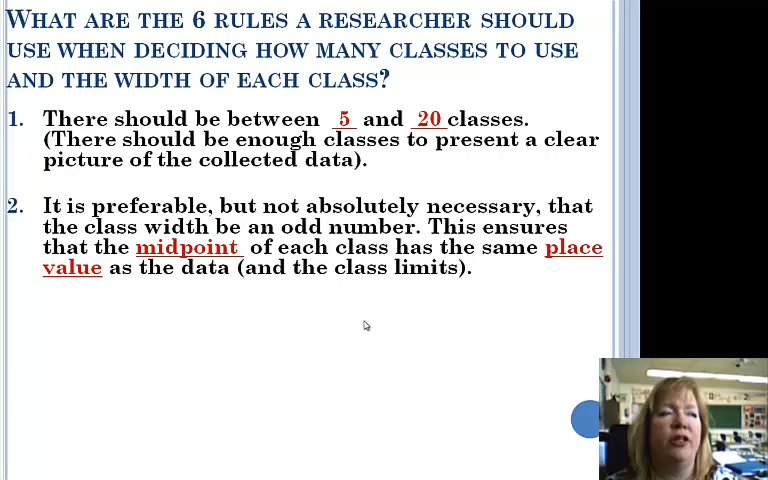 WHAT ARE THE 6 RULES A RESEARCHER SHOULD
USE WHEN DECIDING HOW MANY CLASSES TO USE
AND THE WIDTH OF EACH CLASS?
1. There should be between 5 and 20 classes.
(There should be enough classes to present a clear
picture of the collected data).
2. It is preferable, but not absolutely necessary, that
the class width be an odd number. This ensures
that the midpoint of each class has the same place
value as the data (and the class limits).